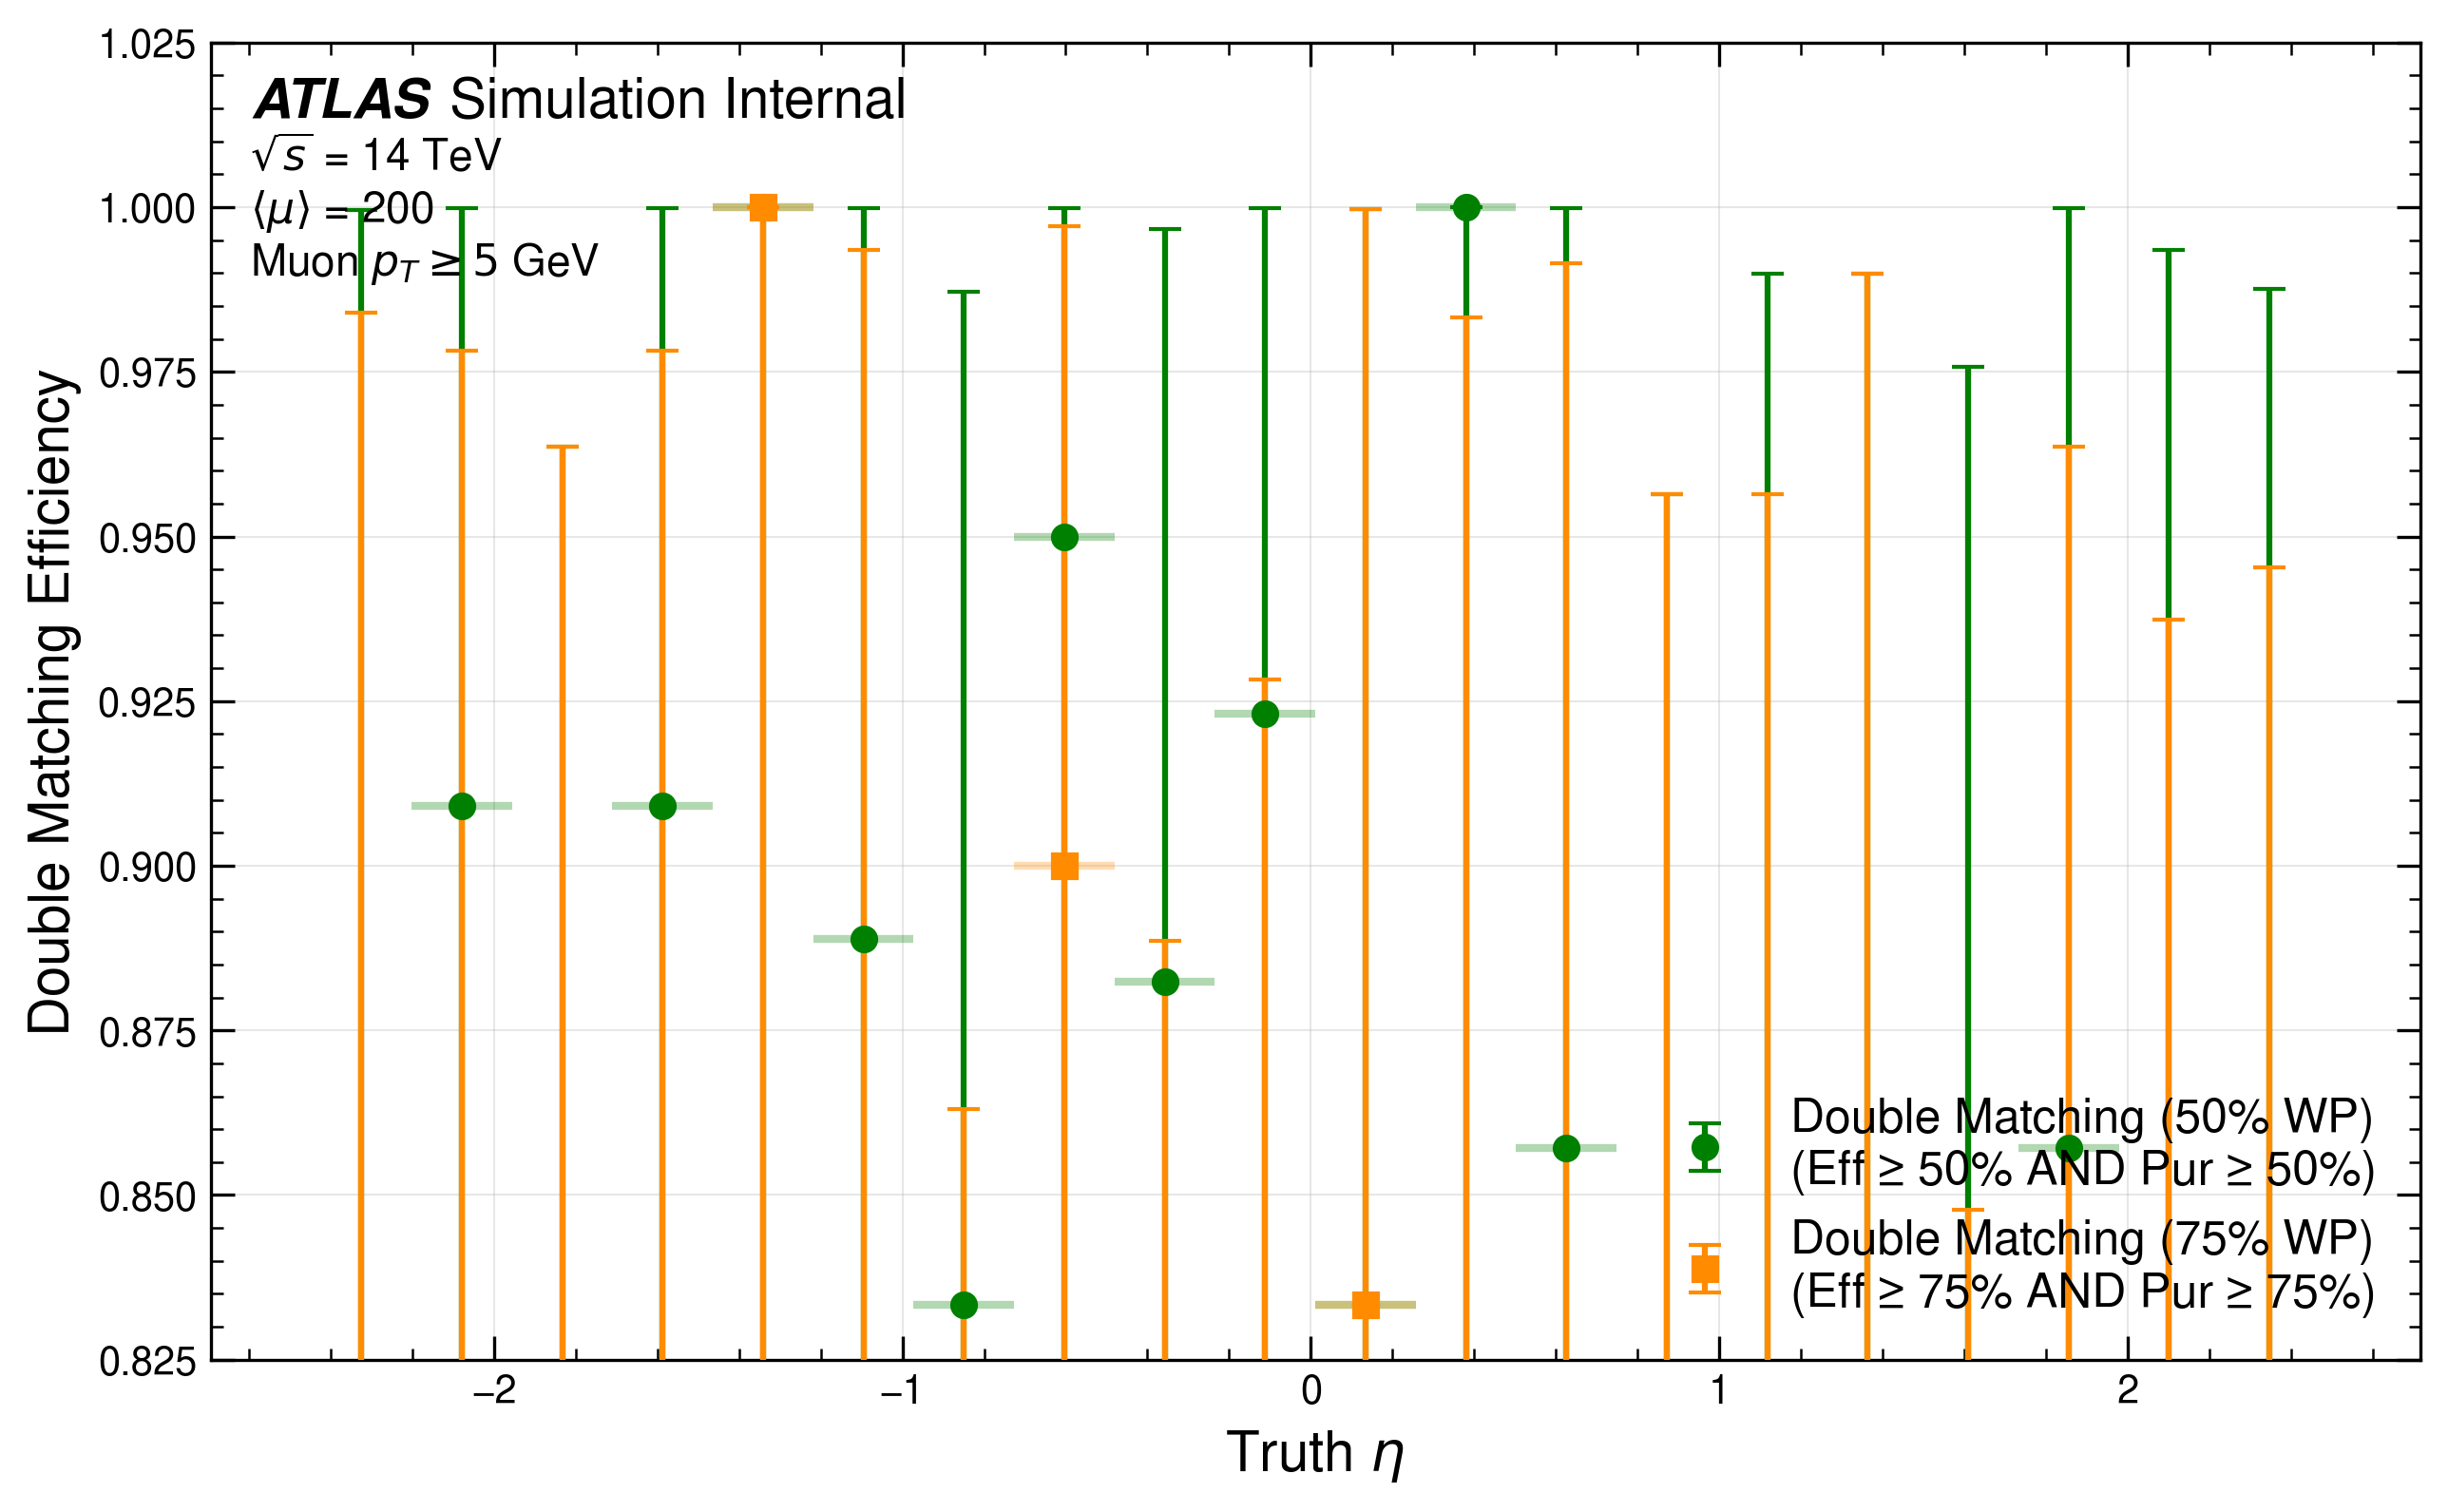 ATLAS Simulation Internal
√s = 14 TeV
⟨μ⟩ = 200
Muon p_T ≥ 5 GeV
1.025
1.000
0.975
0.950
0.925
0.900
0.875
0.850
0.825
Double Matching Efficiency
Double Matching (50% WP)
(Eff ≥ 50% AND Pur ≥ 50%)
Double Matching (75% WP)
(Eff ≥ 75% AND Pur ≥ 75%)
−2 −1 0 1 2
Truth η